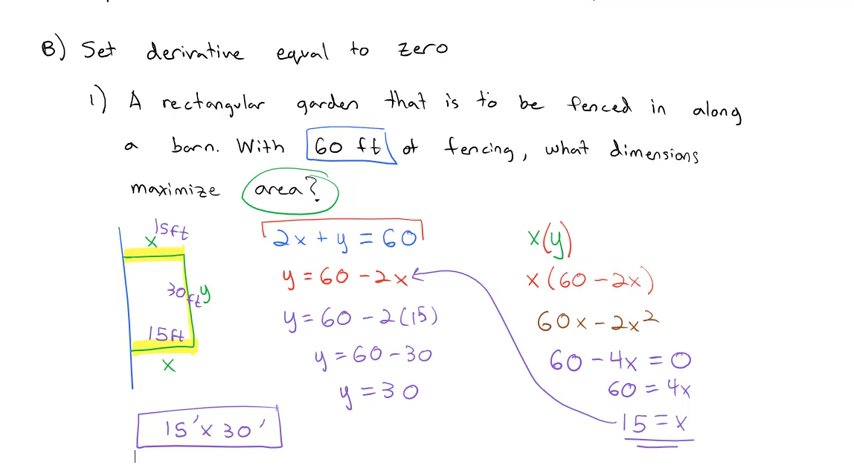 B) Set derivative equal to zero
1) A rectangular garden that is to be fenced in along
a barn. With 60 ft of fencing, what dimensions
maximize area?
15ft
x
30ft y
15ft
x
15' x 30'
2x + y = 60
y = 60 - 2x
y = 60 - 2(15)
y = 60 - 30
y = 30
x(y)
x(60 - 2x)
60x - 2x²
60 - 4x = 0
60 = 4x
15 = x